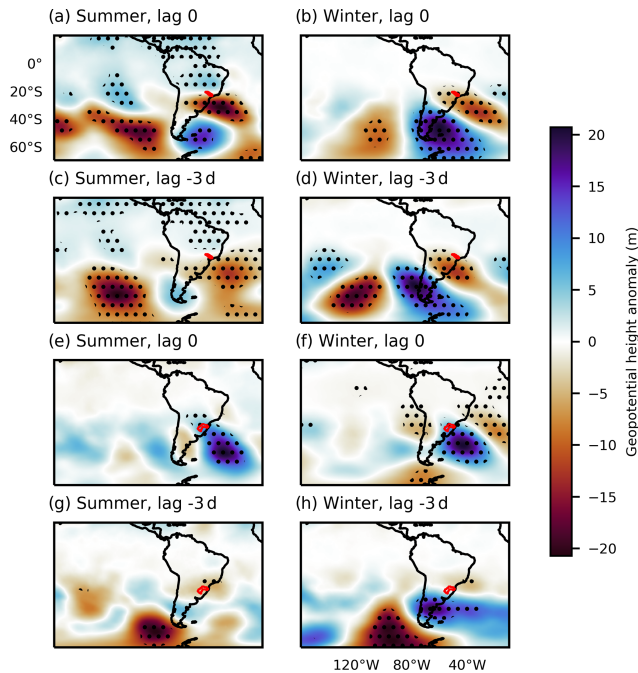 (a) Summer, lag 0
(b) Winter, lag 0
0°
20°S
40°S
60°S
(c) Summer, lag -3 d
(d) Winter, lag -3 d
(e) Summer, lag 0
(f) Winter, lag 0
(g) Summer, lag -3 d
(h) Winter, lag -3 d
120°W 80°W 40°W
20
15
10
5
0
−5
−10
−15
−20
Geopotential height anomaly (m)